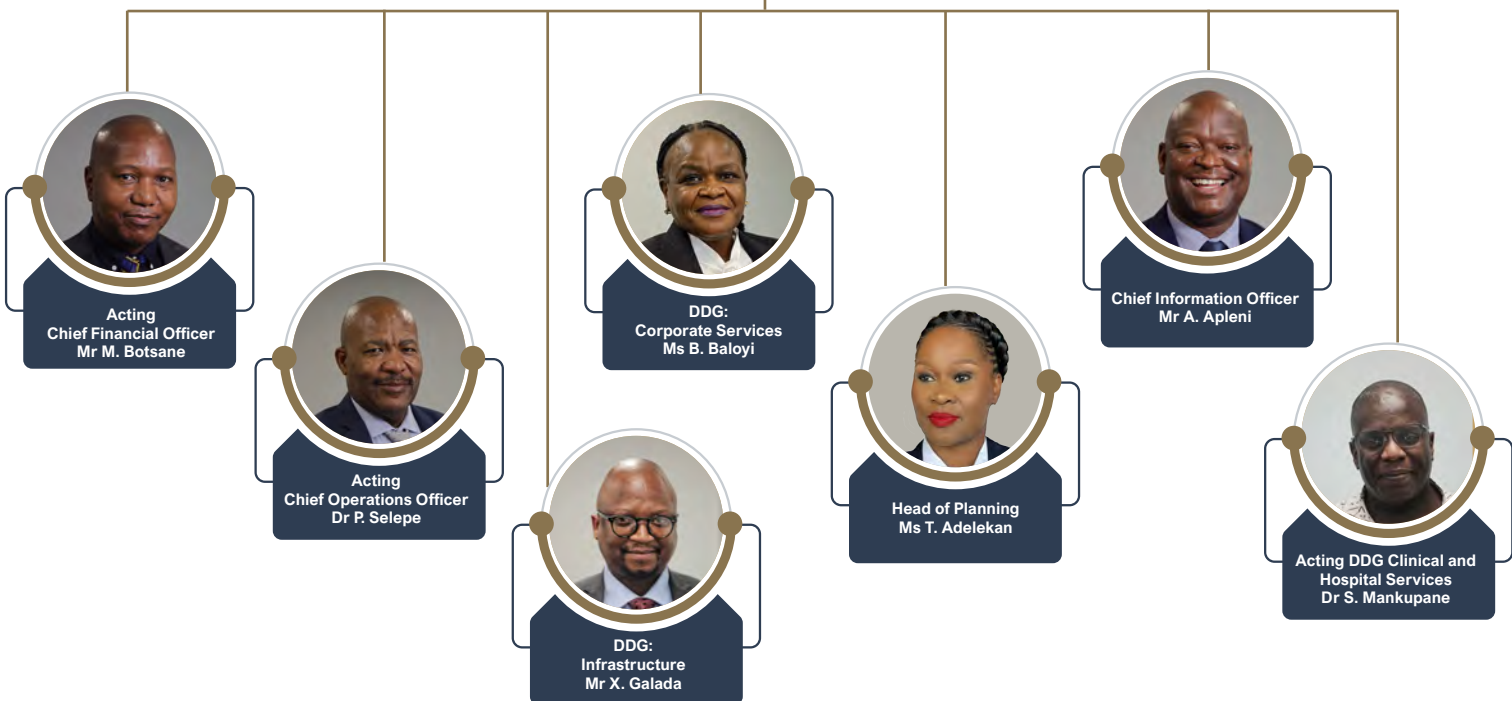 Acting
Chief Financial Officer
Mr M. Botsane
Acting
Chief Operations Officer
Dr P. Selepe
DDG:
Infrastructure
Mr X. Galada
DDG:
Corporate Services
Ms B. Baloyi
Head of Planning
Ms T. Adelekan
Chief Information Officer
Mr A. Apleni
Acting DDG Clinical and
Hospital Services
Dr S. Mankupane